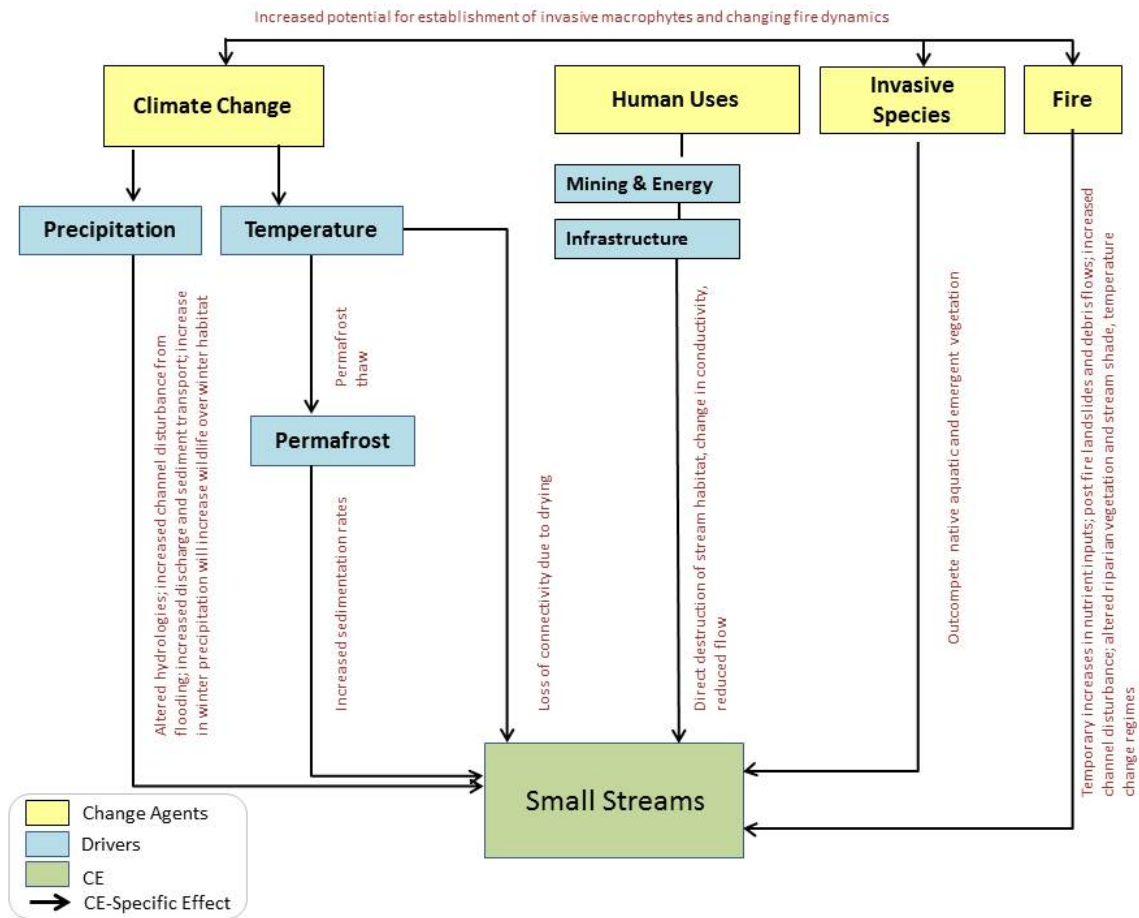 Increased potential for establishment of invasive macrophytes and changing fire dynamics
Climate Change
Human Uses
Invasive
Species
Fire
Mining & Energy
Infrastructure
Precipitation
Temperature
Permafrost
thaw
Permafrost
Altered hydrologies; increased channel disturbance from
flooding; increased discharge and sediment transport; increase
in winter precipitation will increase wildlife overwinter habitat
Increased sedimentation rates
Loss of connectivity due to drying
Direct destruction of stream habitat, change in conductivity,
reduced flow
Outcompete native aquatic and emergent vegetation
Temporary increases in nutrient inputs; post fire landslides and debris flows; increased
channel disturbance; altered riparian vegetation and stream shade, temperature
change regimes
Small Streams
Change Agents
Drivers
CE
CE-Specific Effect